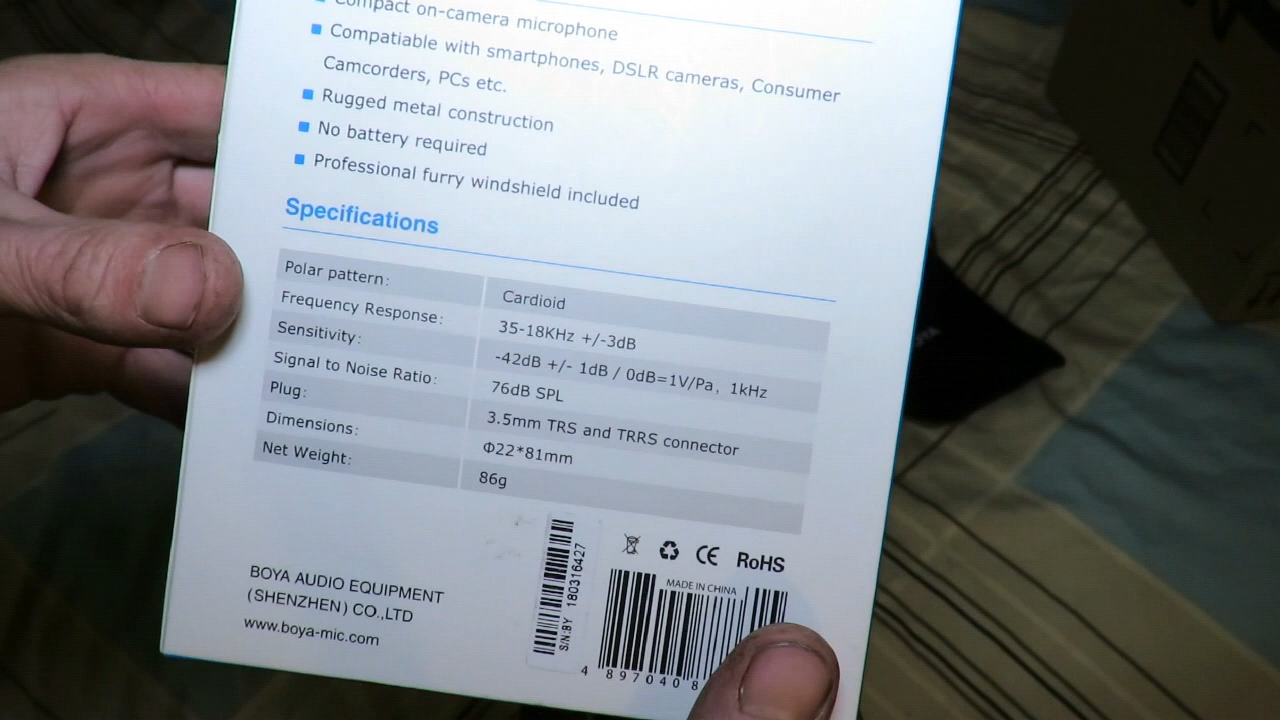 Compact on-camera microphone
Compatiable with smartphones, DSLR cameras, Consumer
Camcorders, PCs etc.
Rugged metal construction
No battery required
Professional furry windshield included
Specifications
Polar pattern: Cardioid
Frequency Response: 35-18KHz +/-3dB
Sensitivity: -42dB +/- 1dB / 0dB=1V/Pa, 1kHz
Signal to Noise Ratio: 76dB SPL
Plug: 3.5mm TRS and TRRS connector
Dimensions: Φ22*81mm
Net Weight: 86g
CE RoHS
MADE IN CHINA
S/N:BY 180316427
BOYA AUDIO EQUIPMENT
(SHENZHEN) CO.,LTD
www.boya-mic.com
4 897040 8